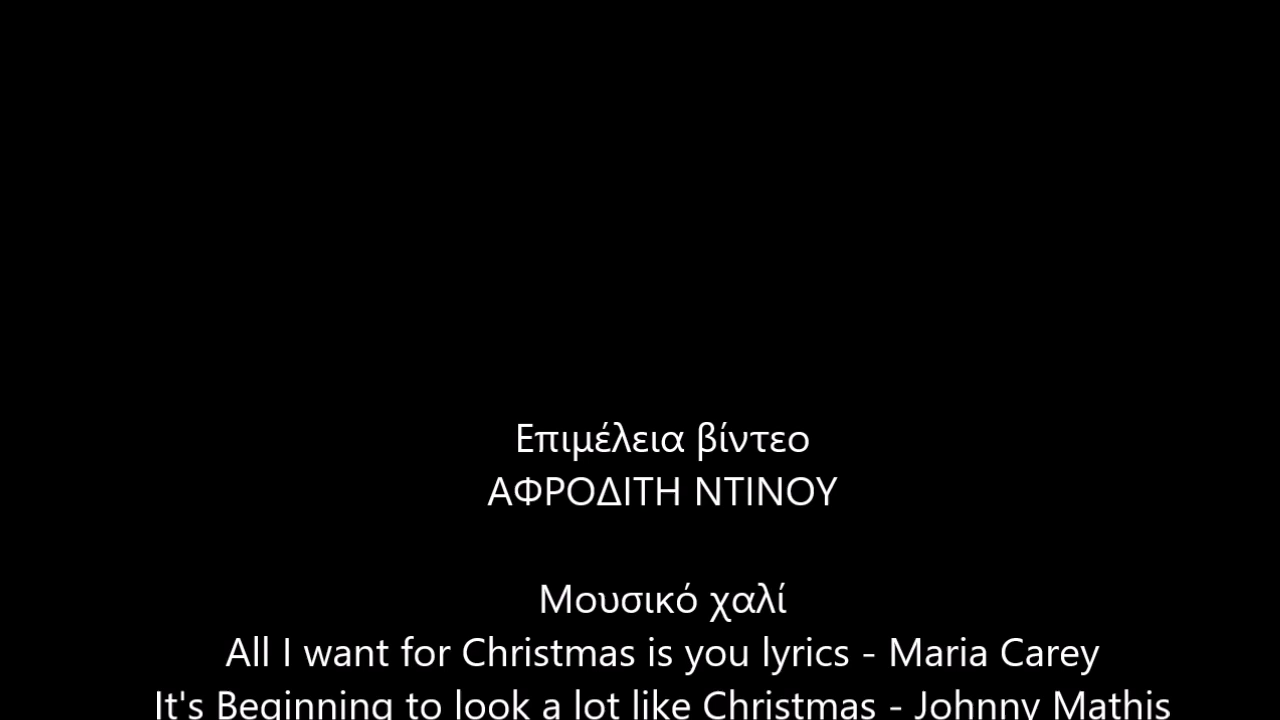 Επιμέλεια βίντεο
ΑΦΡΟΔΙΤΗ ΝΤΙΝΟΥ
Μουσικό χαλί
All I want for Christmas is you lyrics - Maria Carey
It's Beginning to look a lot like Christmas - Johnny Mathis